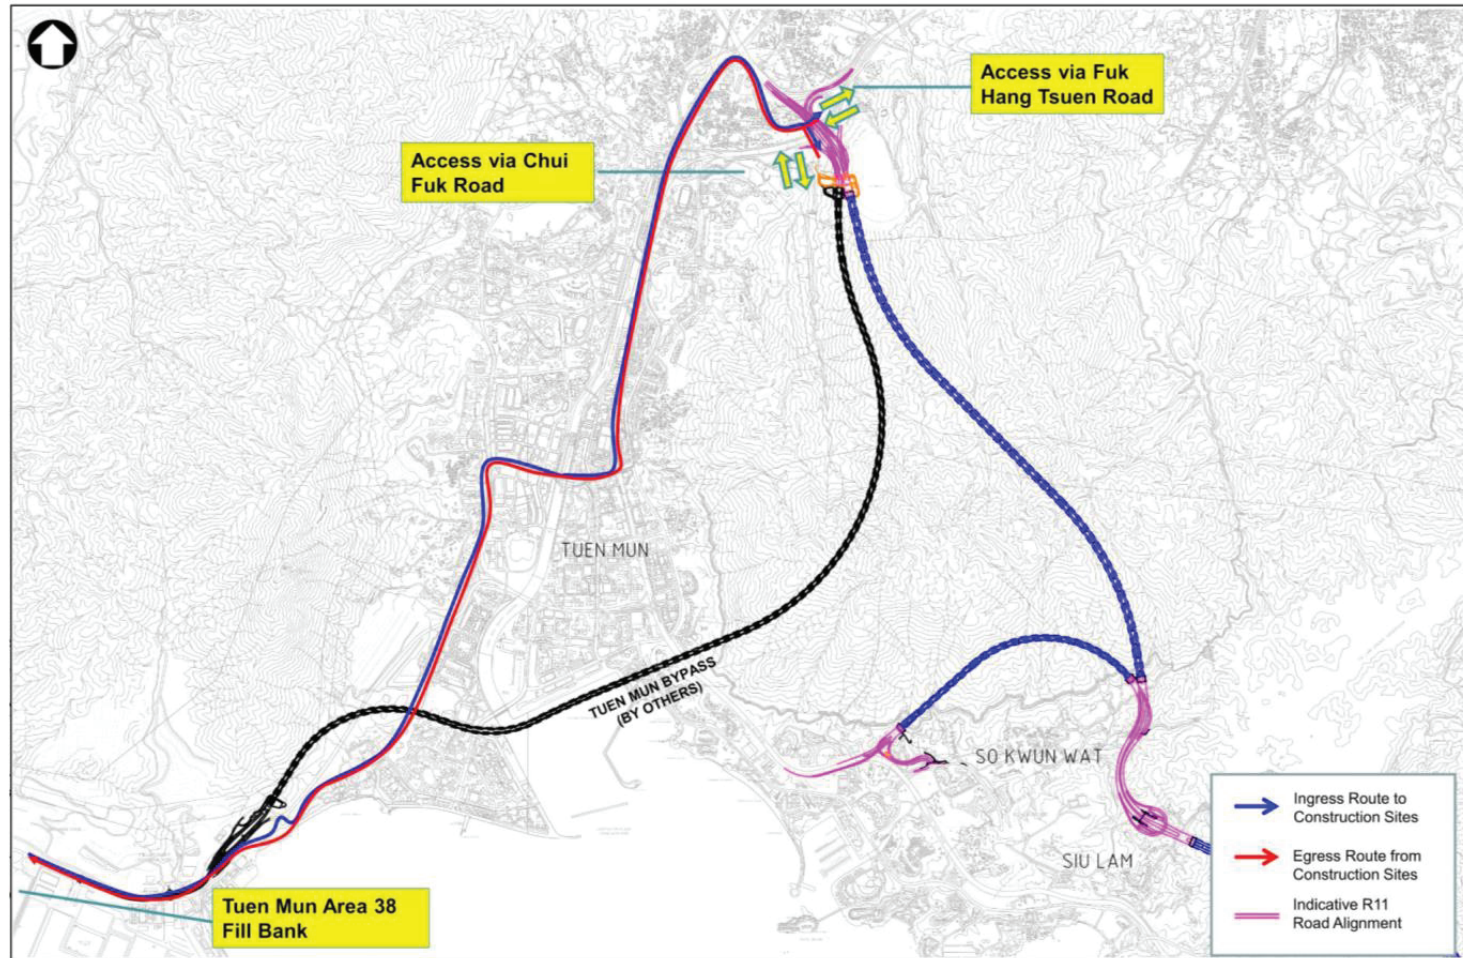 Access via Fuk
Hang Tsuen Road
Access via Chui
Fuk Road
TUEN MUN
TUEN MUN BYPASS
(BY OTHERS)
SO KWUN WAT
SIU LAM
Tuen Mun Area 38
Fill Bank
Ingress Route to
Construction Sites
Egress Route from
Construction Sites
Indicative R11
Road Alignment